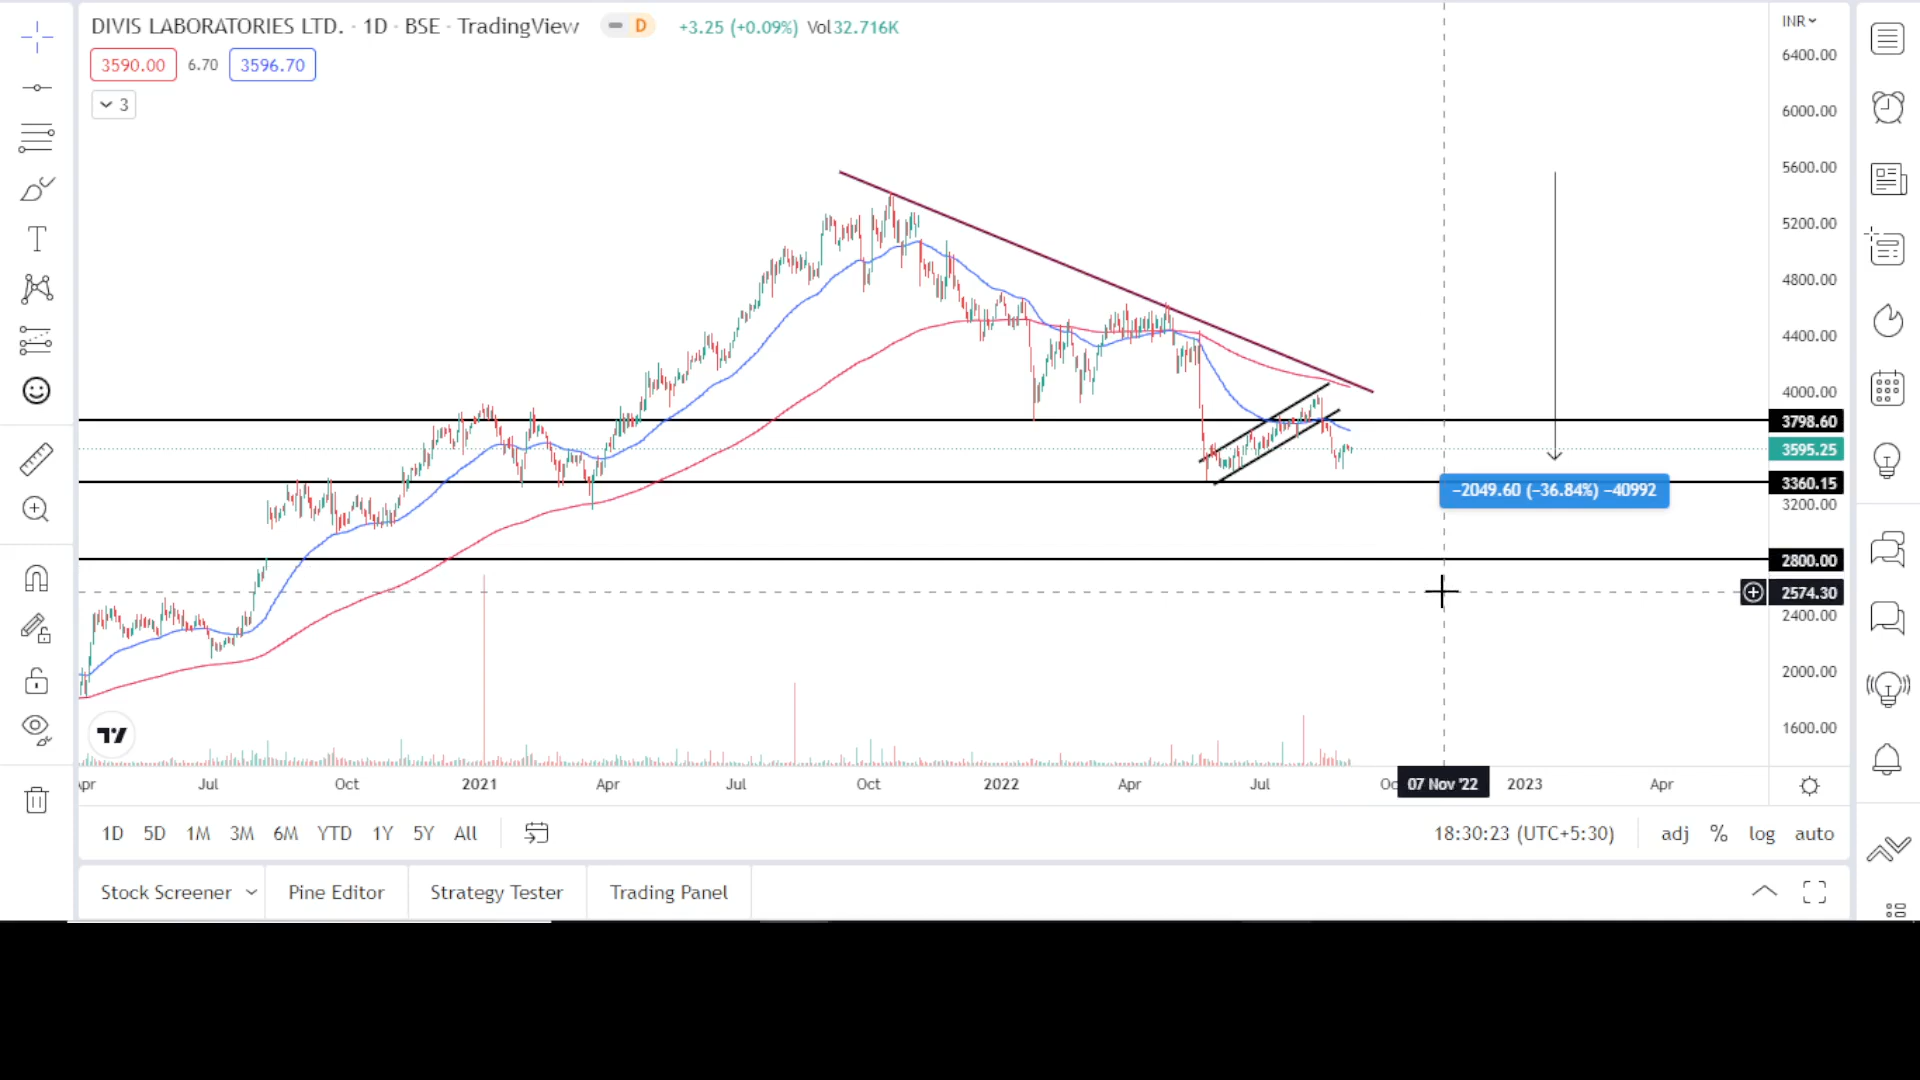 DIVIS LABORATORIES LTD. · 1D · BSE · TradingView D +3.25 (+0.09%) Vol32.716K
3590.00 6.70 3596.70
3
INR
6400.00
6000.00
5600.00
5200.00
4800.00
4400.00
4000.00
3798.60
3595.25
3360.15
−2049.60 (−36.84%) −40992
3200.00
2800.00
2574.30
2400.00
2000.00
1600.00
Apr Jul Oct 2021 Apr Jul Oct 2022 Apr Jul Oc 07 Nov '22 2023 Apr
1D 5D 1M 3M 6M YTD 1Y 5Y All 18:30:23 (UTC+5:30) adj % log auto
Stock Screener Pine Editor Strategy Tester Trading Panel